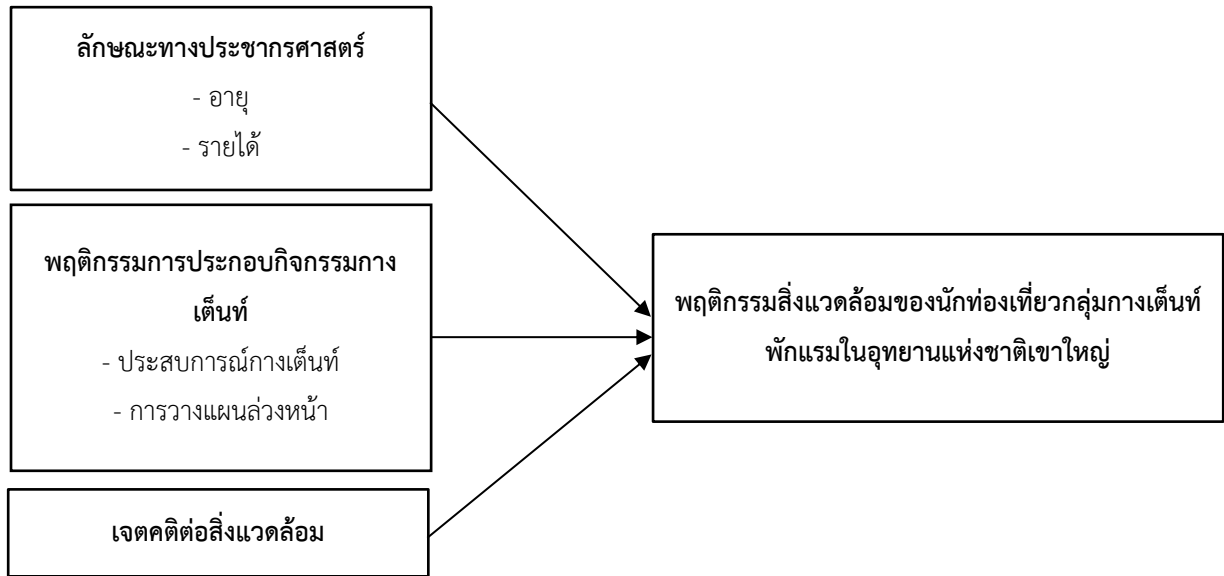 ลักษณะทางประชากรศาสตร์
- อายุ
- รายได้
พฤติกรรมการประกอบกิจกรรมกาง
เต็นท์
- ประสบการณ์กางเต็นท์
- การวางแผนล่วงหน้า
เจตคติต่อสิ่งแวดล้อม
พฤติกรรมสิ่งแวดล้อมของนักท่องเที่ยวกลุ่มกางเต็นท์
พักแรมในอุทยานแห่งชาติเขาใหญ่